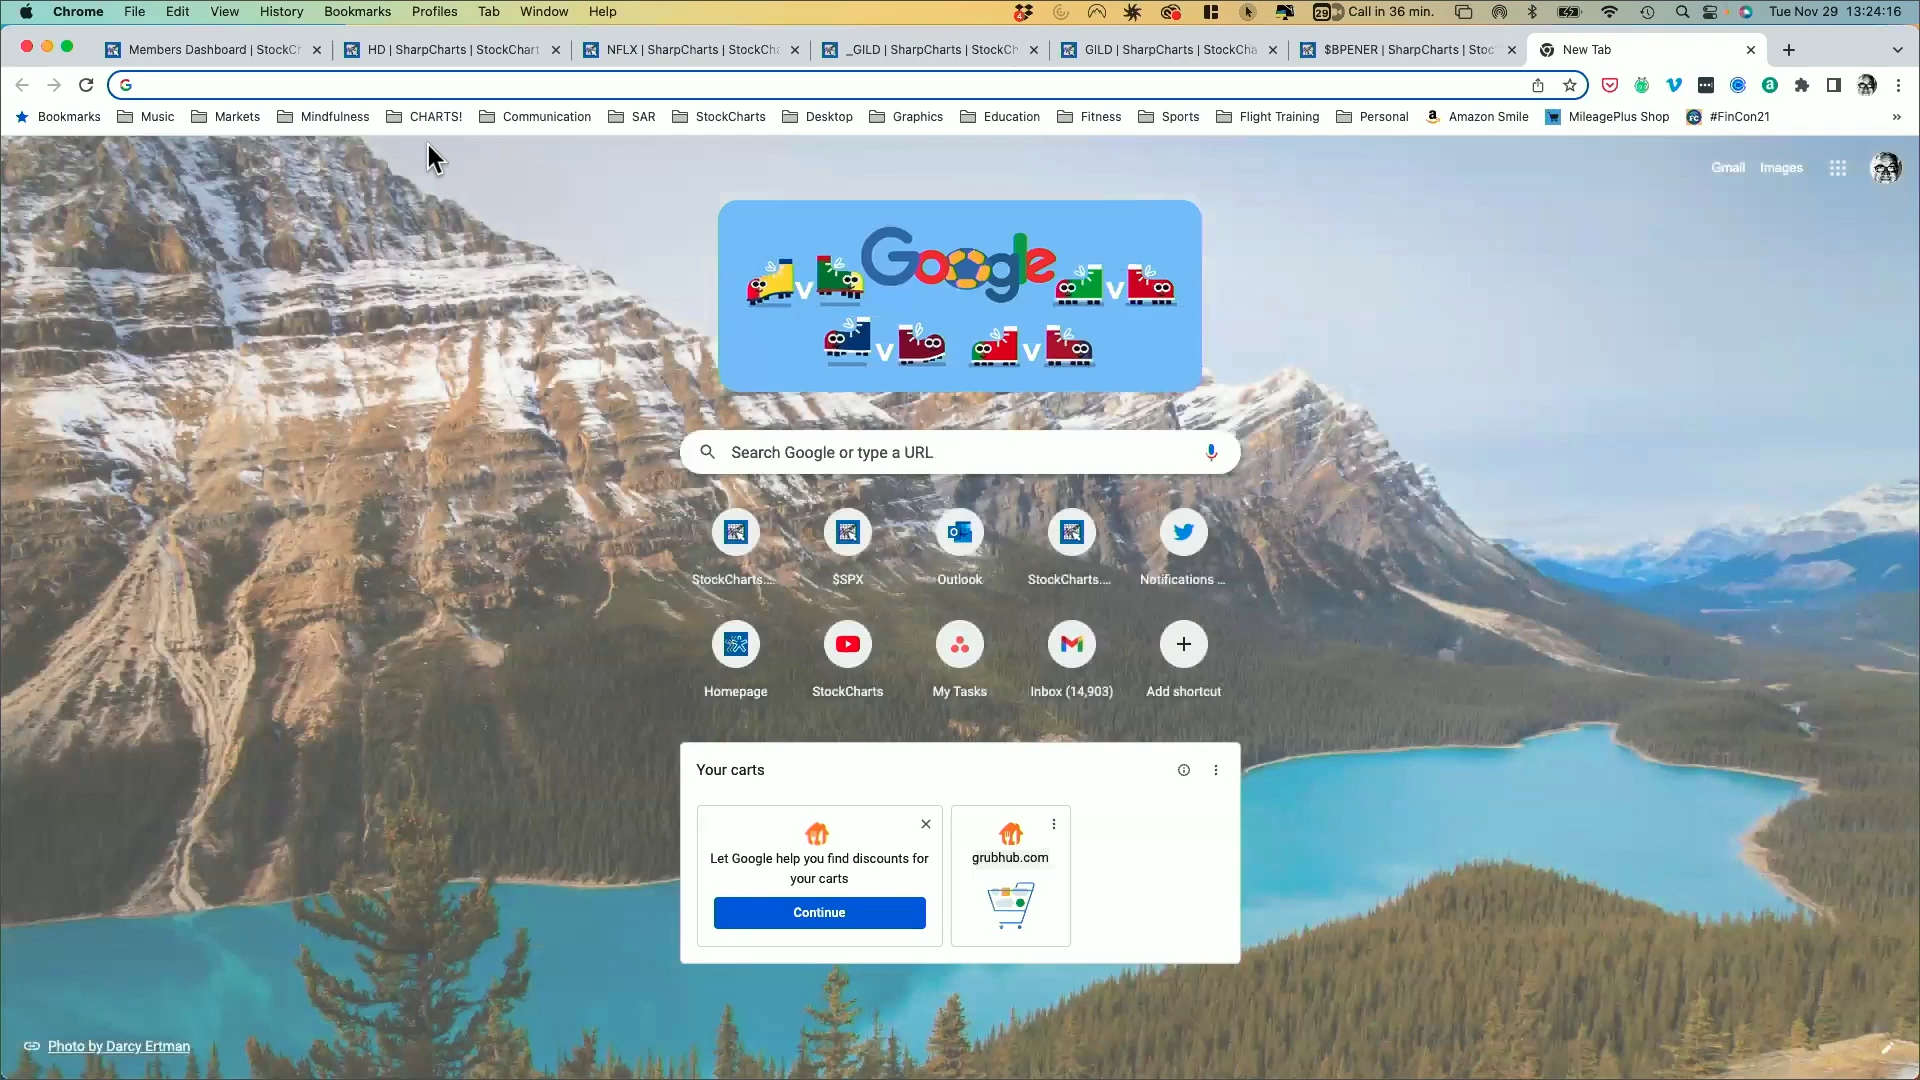 Chrome File Edit View History Bookmarks Profiles Tab Window Help 4 29 Call in 36 min. Tue Nov 29 13:24:16
Members Dashboard | StockCh HD | SharpCharts | StockChart NFLX | SharpCharts | StockCha _GILD | SharpCharts | StockCh GILD | SharpCharts | StockCha $BPENER | SharpCharts | Stoc New Tab
Bookmarks Music Markets Mindfulness CHARTS! Communication SAR StockCharts Desktop Graphics Education Fitness Sports Flight Training Personal Amazon Smile MileagePlus Shop #FinCon21 »
Gmail Images
Google
V V
V V
Search Google or type a URL
StockCharts.... $SPX Outlook StockCharts.... Notifications ...
Homepage StockCharts My Tasks Inbox (14,903) Add shortcut
Your carts
Let Google help you find discounts for
your carts
Continue
grubhub.com
Photo by Darcy Ertman